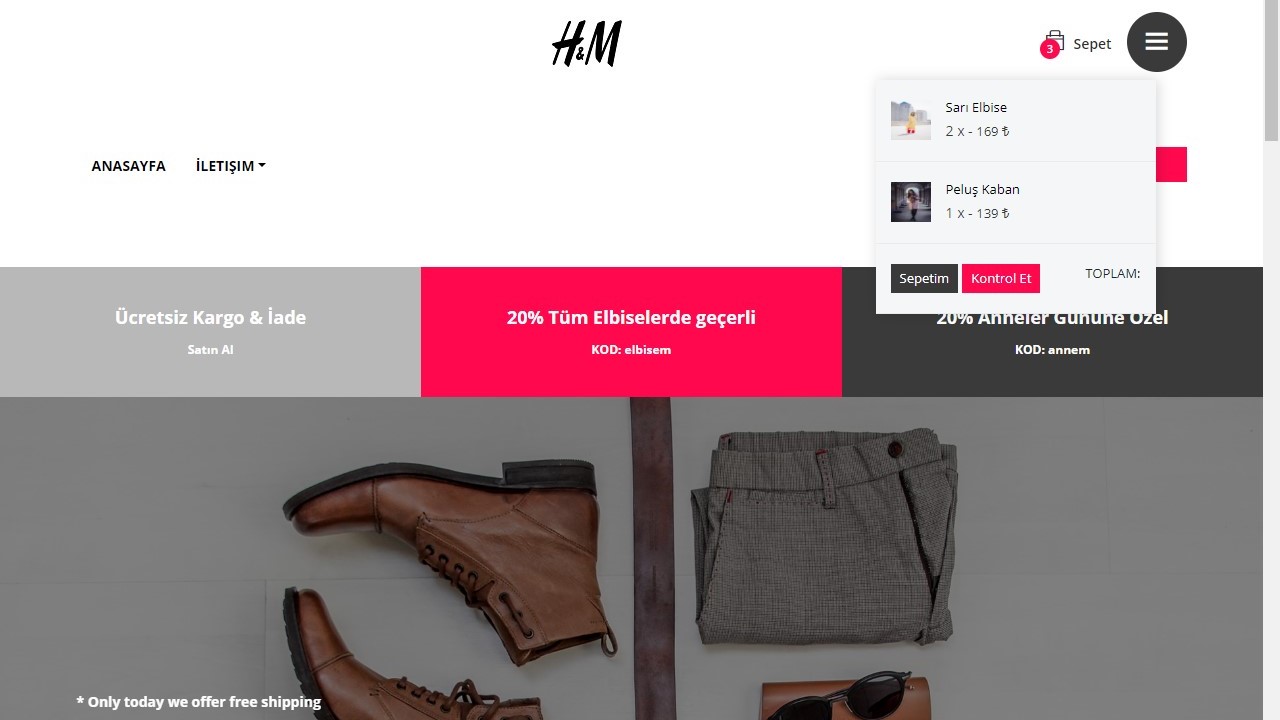 H&M
3 Sepet
Sarı Elbise
2 x - 169 ₺
Peluş Kaban
1 x - 139 ₺
Sepetim Kontrol Et TOPLAM:
ANASAYFA İLETIŞIM
Ücretsiz Kargo & İade
Satın Al
20% Tüm Elbiselerde geçerli
KOD: elbisem
20% Anneler Gününe Özel
KOD: annem
* Only today we offer free shipping